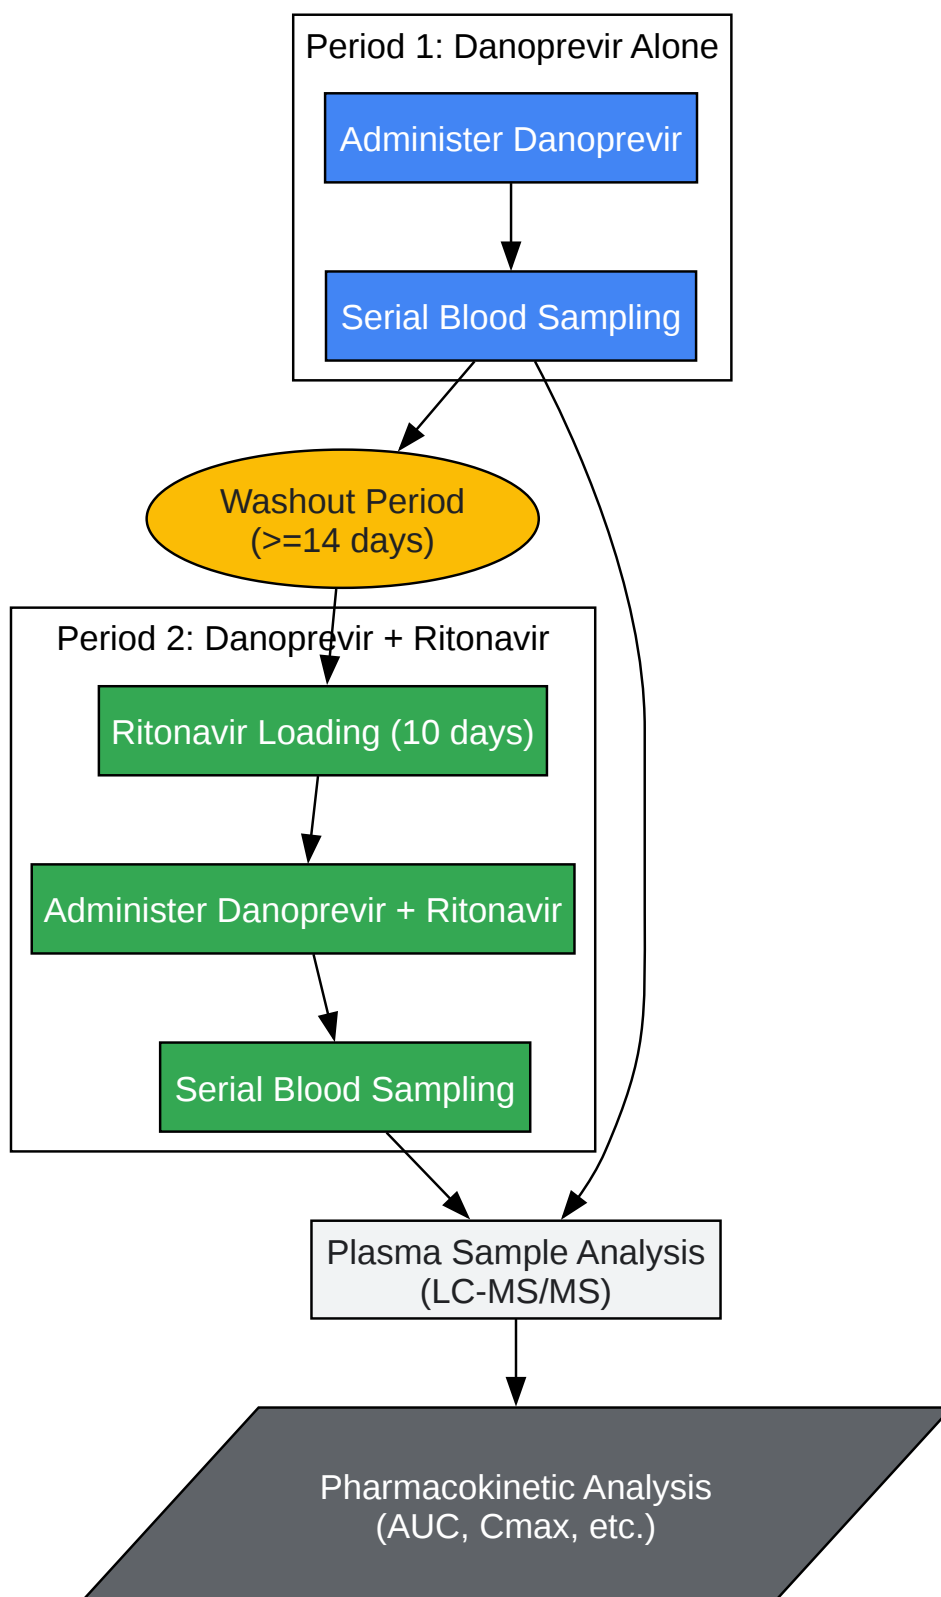 Period 1: Danoprevir Alone
Administer Danoprevir
Serial Blood Sampling
Washout Period
(>=14 days)
Period 2: Danoprevir + Ritonavir
Ritonavir Loading (10 days)
Administer Danoprevir + Ritonavir
Serial Blood Sampling
Plasma Sample Analysis
(LC-MS/MS)
Pharmacokinetic Analysis
(AUC, Cmax, etc.)